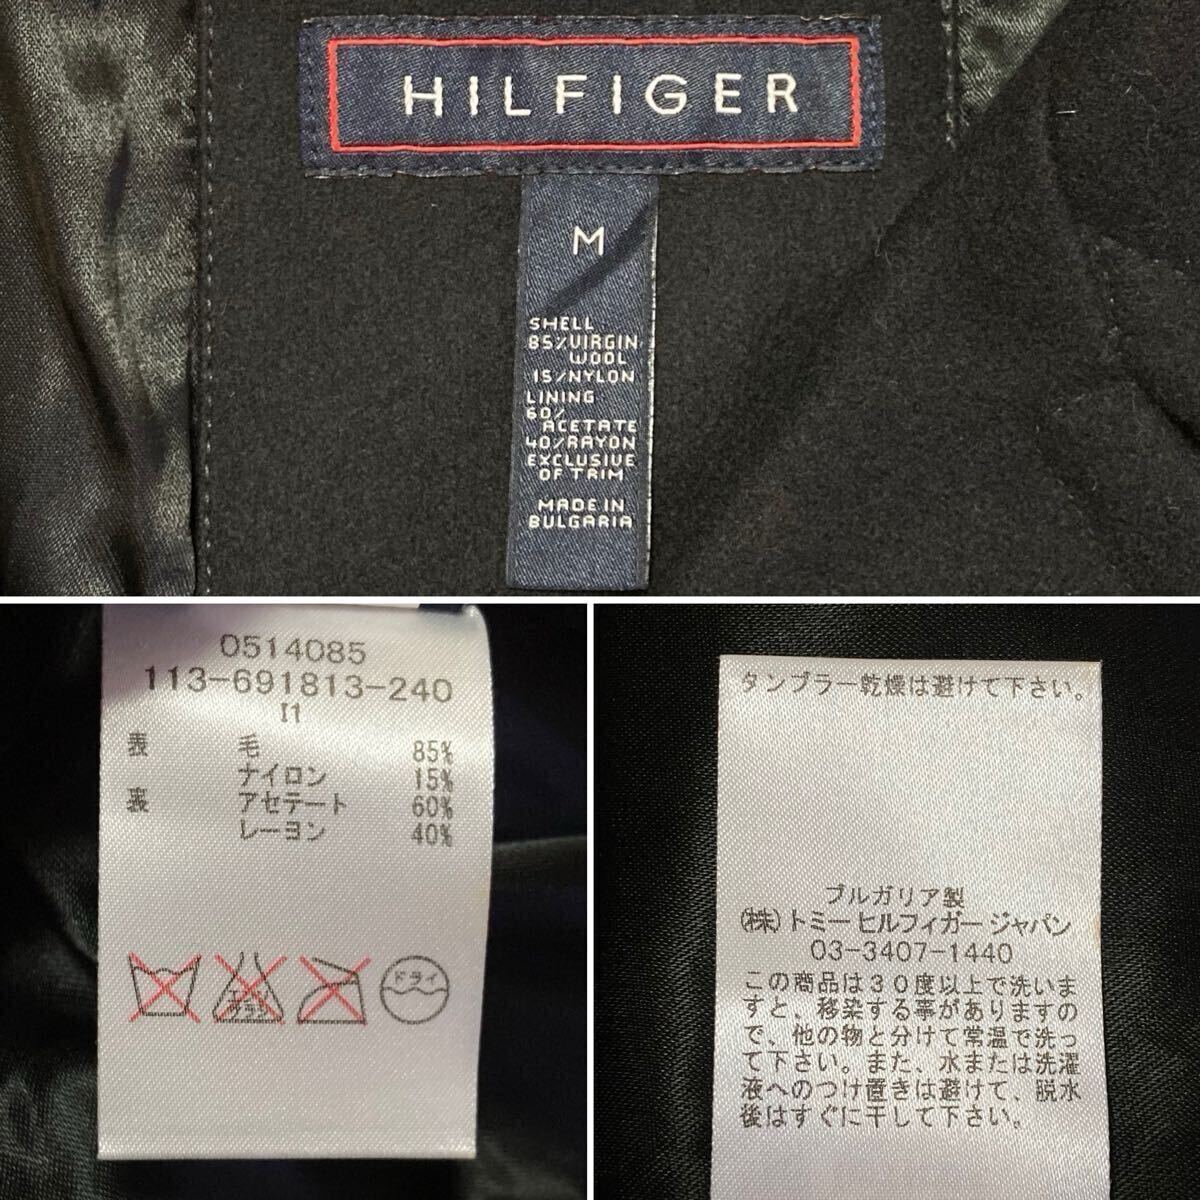 HILFIGER
M
SHELL
85%VIRGIN
WOOL
15%NYLON
LINING
60%
ACETATE
40%RAYON
EXCLUSIVE
OF TRIM
MADE IN
BULGARIA
0514085
113-691813-240
I1
表 毛 85%
ナイロン 15%
裏 アセテート 60%
レーヨン 40%
エンソ
サラシ
ドライ
タンブラー乾燥は避けて下さい。
ブルガリア製
(株)トミーヒルフィガージャパン
03-3407-1440
この商品は30度以上で洗いま
すと、移染する事がありますの
で、他の物と分けて常温で洗っ
て下さい。また、水または洗濯
液へのつけ置きは避けて、脱水
後はすぐに干して下さい。